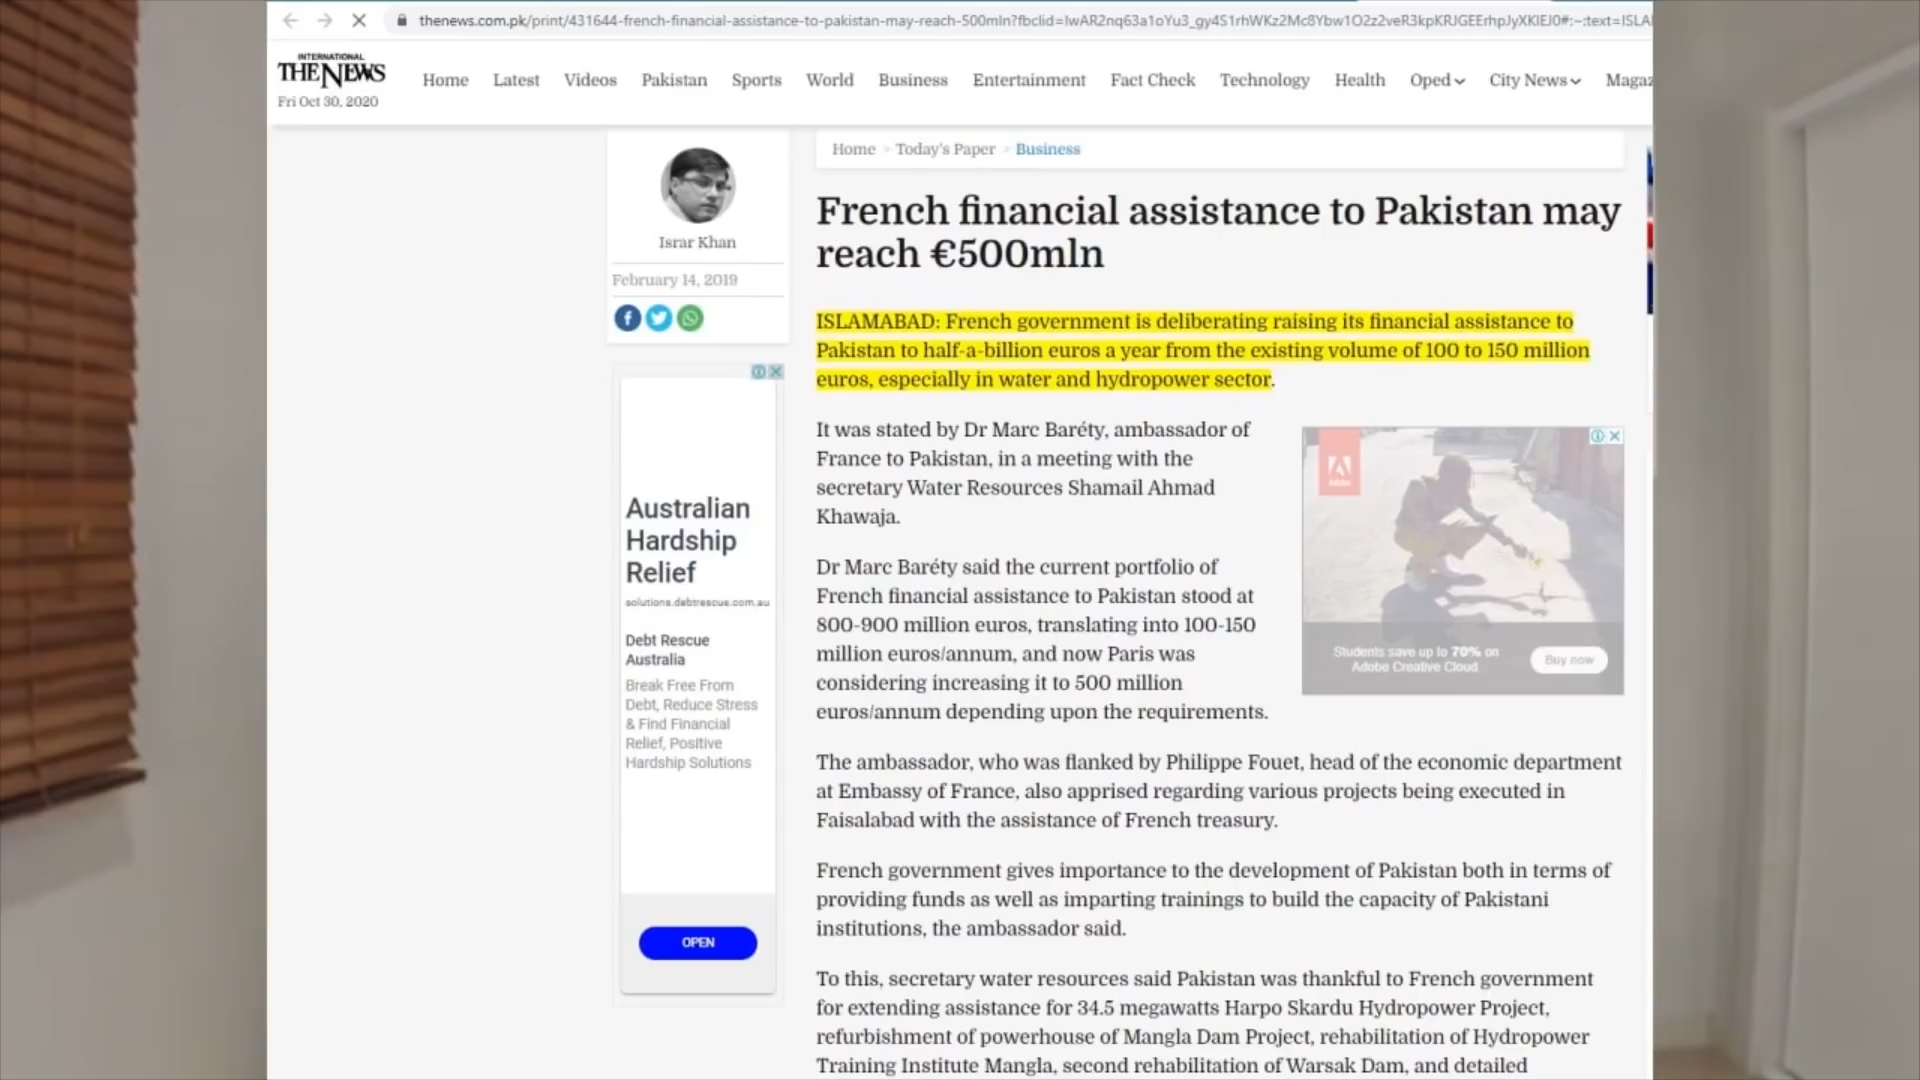 thenews.com.pk/print/431644-french-financial-assistance-to-pakistan-may-reach-500mln?fbclid=IwAR2nq63a1oYu3_gy4S1rhWKz2Mc8Ybw1O2z2veR3kpKRJGEErhpJyXKIEJ0#:~:text=ISLA
INTERNATIONAL
THE NEWS
Fri Oct 30, 2020
Home Latest Videos Pakistan Sports World Business Entertainment Fact Check Technology Health Oped City News Magaz
Israr Khan
February 14, 2019
Home Today's Paper Business
French financial assistance to Pakistan may
reach €500mln
ISLAMABAD: French government is deliberating raising its financial assistance to
Pakistan to half-a-billion euros a year from the existing volume of 100 to 150 million
euros, especially in water and hydropower sector.
It was stated by Dr Marc Baréty, ambassador of
France to Pakistan, in a meeting with the
secretary Water Resources Shamail Ahmad
Khawaja.
Dr Marc Baréty said the current portfolio of
French financial assistance to Pakistan stood at
800-900 million euros, translating into 100-150
million euros/annum, and now Paris was
considering increasing it to 500 million
euros/annum depending upon the requirements.
The ambassador, who was flanked by Philippe Fouet, head of the economic department
at Embassy of France, also apprised regarding various projects being executed in
Faisalabad with the assistance of French treasury.
French government gives importance to the development of Pakistan both in terms of
providing funds as well as imparting trainings to build the capacity of Pakistani
institutions, the ambassador said.
To this, secretary water resources said Pakistan was thankful to French government
for extending assistance for 34.5 megawatts Harpo Skardu Hydropower Project,
refurbishment of powerhouse of Mangla Dam Project, rehabilitation of Hydropower
Training Institute Mangla, second rehabilitation of Warsak Dam, and detailed
Australian
Hardship
Relief
solutions.debtrescue.com.au
Debt Rescue
Australia
Break Free From
Debt, Reduce Stress
& Find Financial
Relief, Positive
Hardship Solutions
OPEN
Adobe
Students save up to 70% on
Adobe Creative Cloud
Buy now